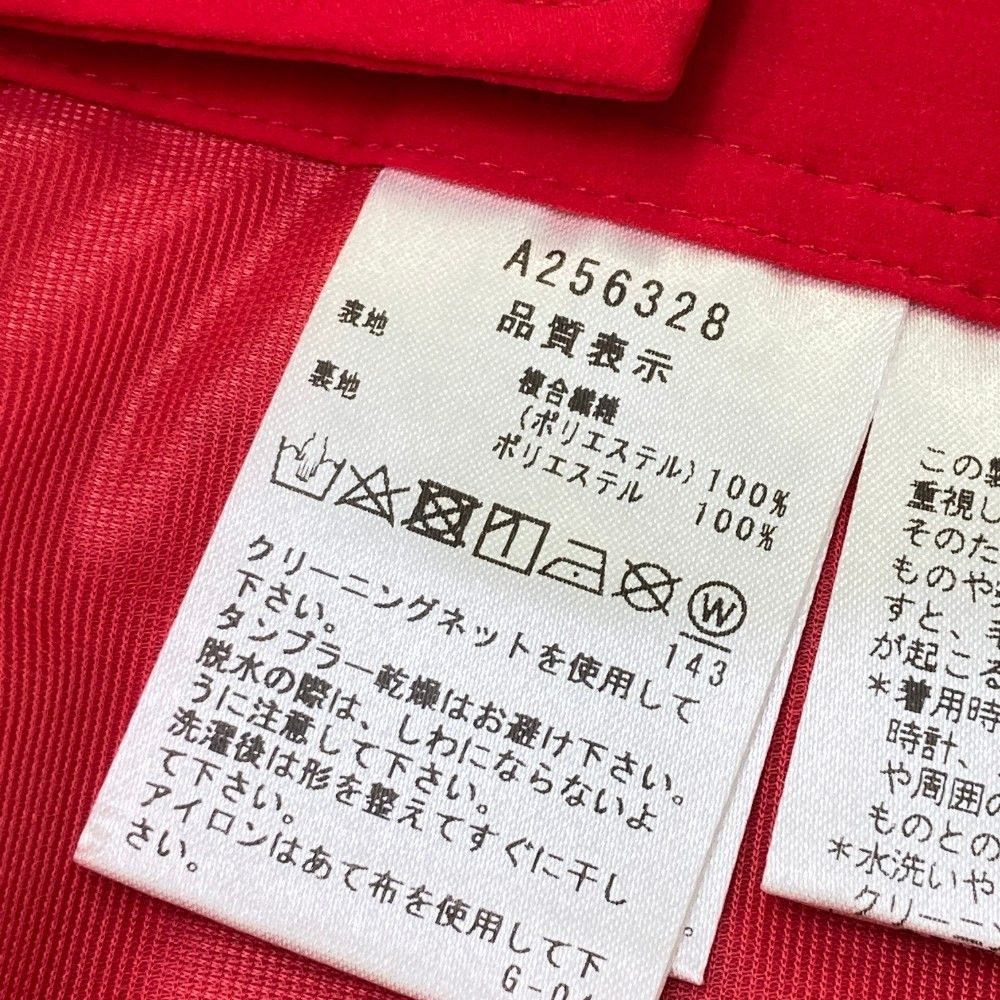 A256328
品質表示
表地 複合繊維
(ポリエステル) 100%
裏地 ポリエステル 100%
W
143
クリーニングネットを使用して
下さい。
タンブラー乾燥はお避け下さい。
脱水の際は、しわにならないよ
うに注意して下さい。
洗濯後は形を整えてすぐに干し
て下さい。
アイロンはあて布を使用して下
さい。
この製
重視し
そのた
ものや
すと、
が起こる
*着用時
時計、
や周囲の
ものとの
*水洗いや